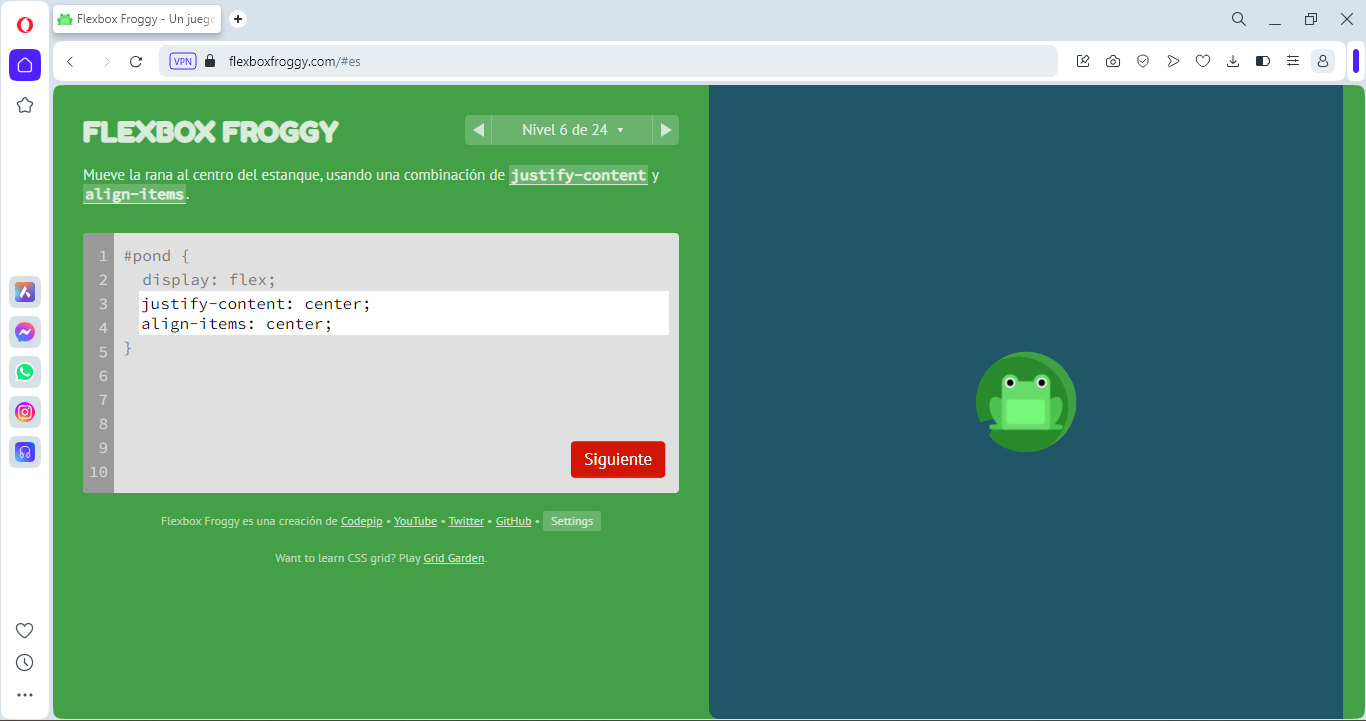 Flexbox Froggy - Un juego
VPN
flexboxfroggy.com/#es
FLEXBOX FROGGY
Nivel 6 de 24
Mueve la rana al centro del estanque, usando una combinación de justify-content y
align-items.
1 #pond {
2 display: flex;
3 justify-content: center;
4 align-items: center;
5 }
6
7
8
9
10
Siguiente
Flexbox Froggy es una creación de Codepip • YouTube • Twitter • GitHub • Settings
Want to learn CSS grid? Play Grid Garden.